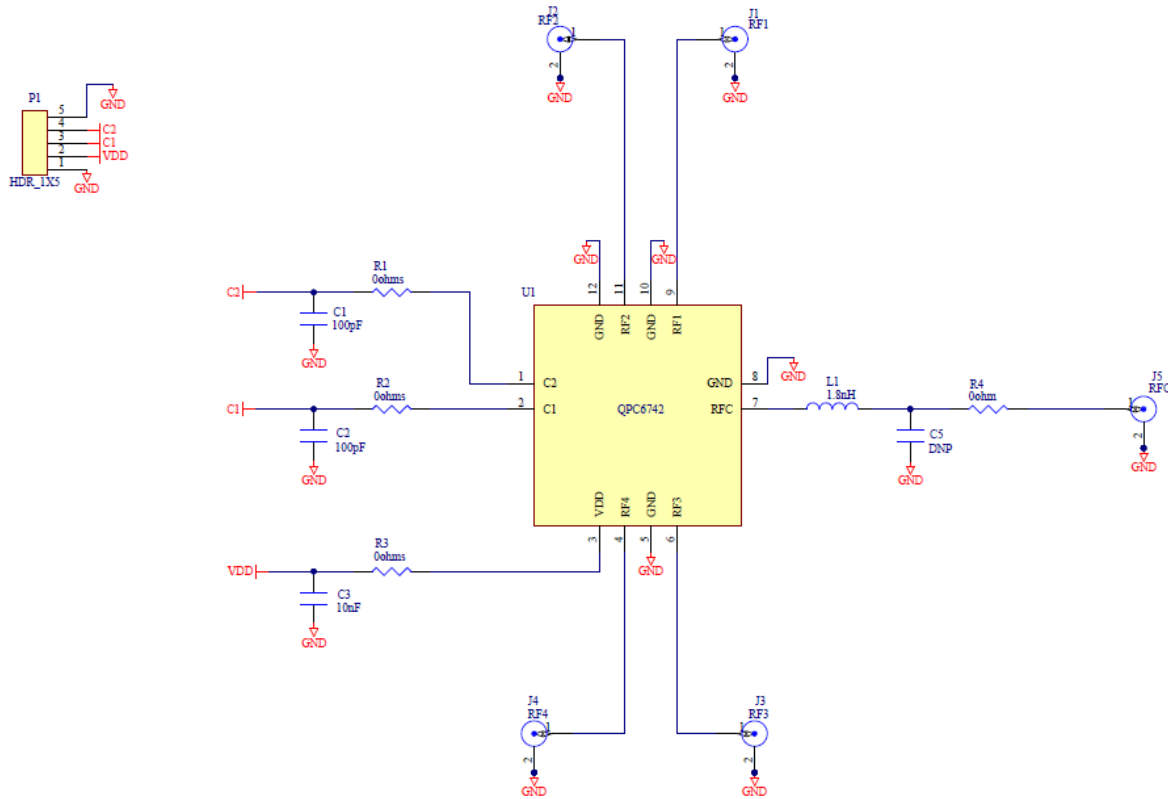 J2
RF2
1
2
GND
J1
RF1
1
2
GND
P1
5
4
3
2
1
GND
C2
C1
VDD
GND
HDR_1X5
C2
R1
0ohms
C1
100pF
GND
C1
R2
0ohms
C2
100pF
GND
VDD
R3
0ohms
C3
10nF
GND
U1
GND
GND
12
11
10
9
GND
RF2
GND
RF1
1
C2
2
C1
QPC6742
GND
8
GND
RFC
7
VDD
RF4
GND
RF3
3
4
5
6
GND
L1
1.8nH
C5
DNP
GND
R4
0ohm
J5
RFC
1
2
GND
J4
RF4
1
2
GND
J3
RF3
1
2
GND